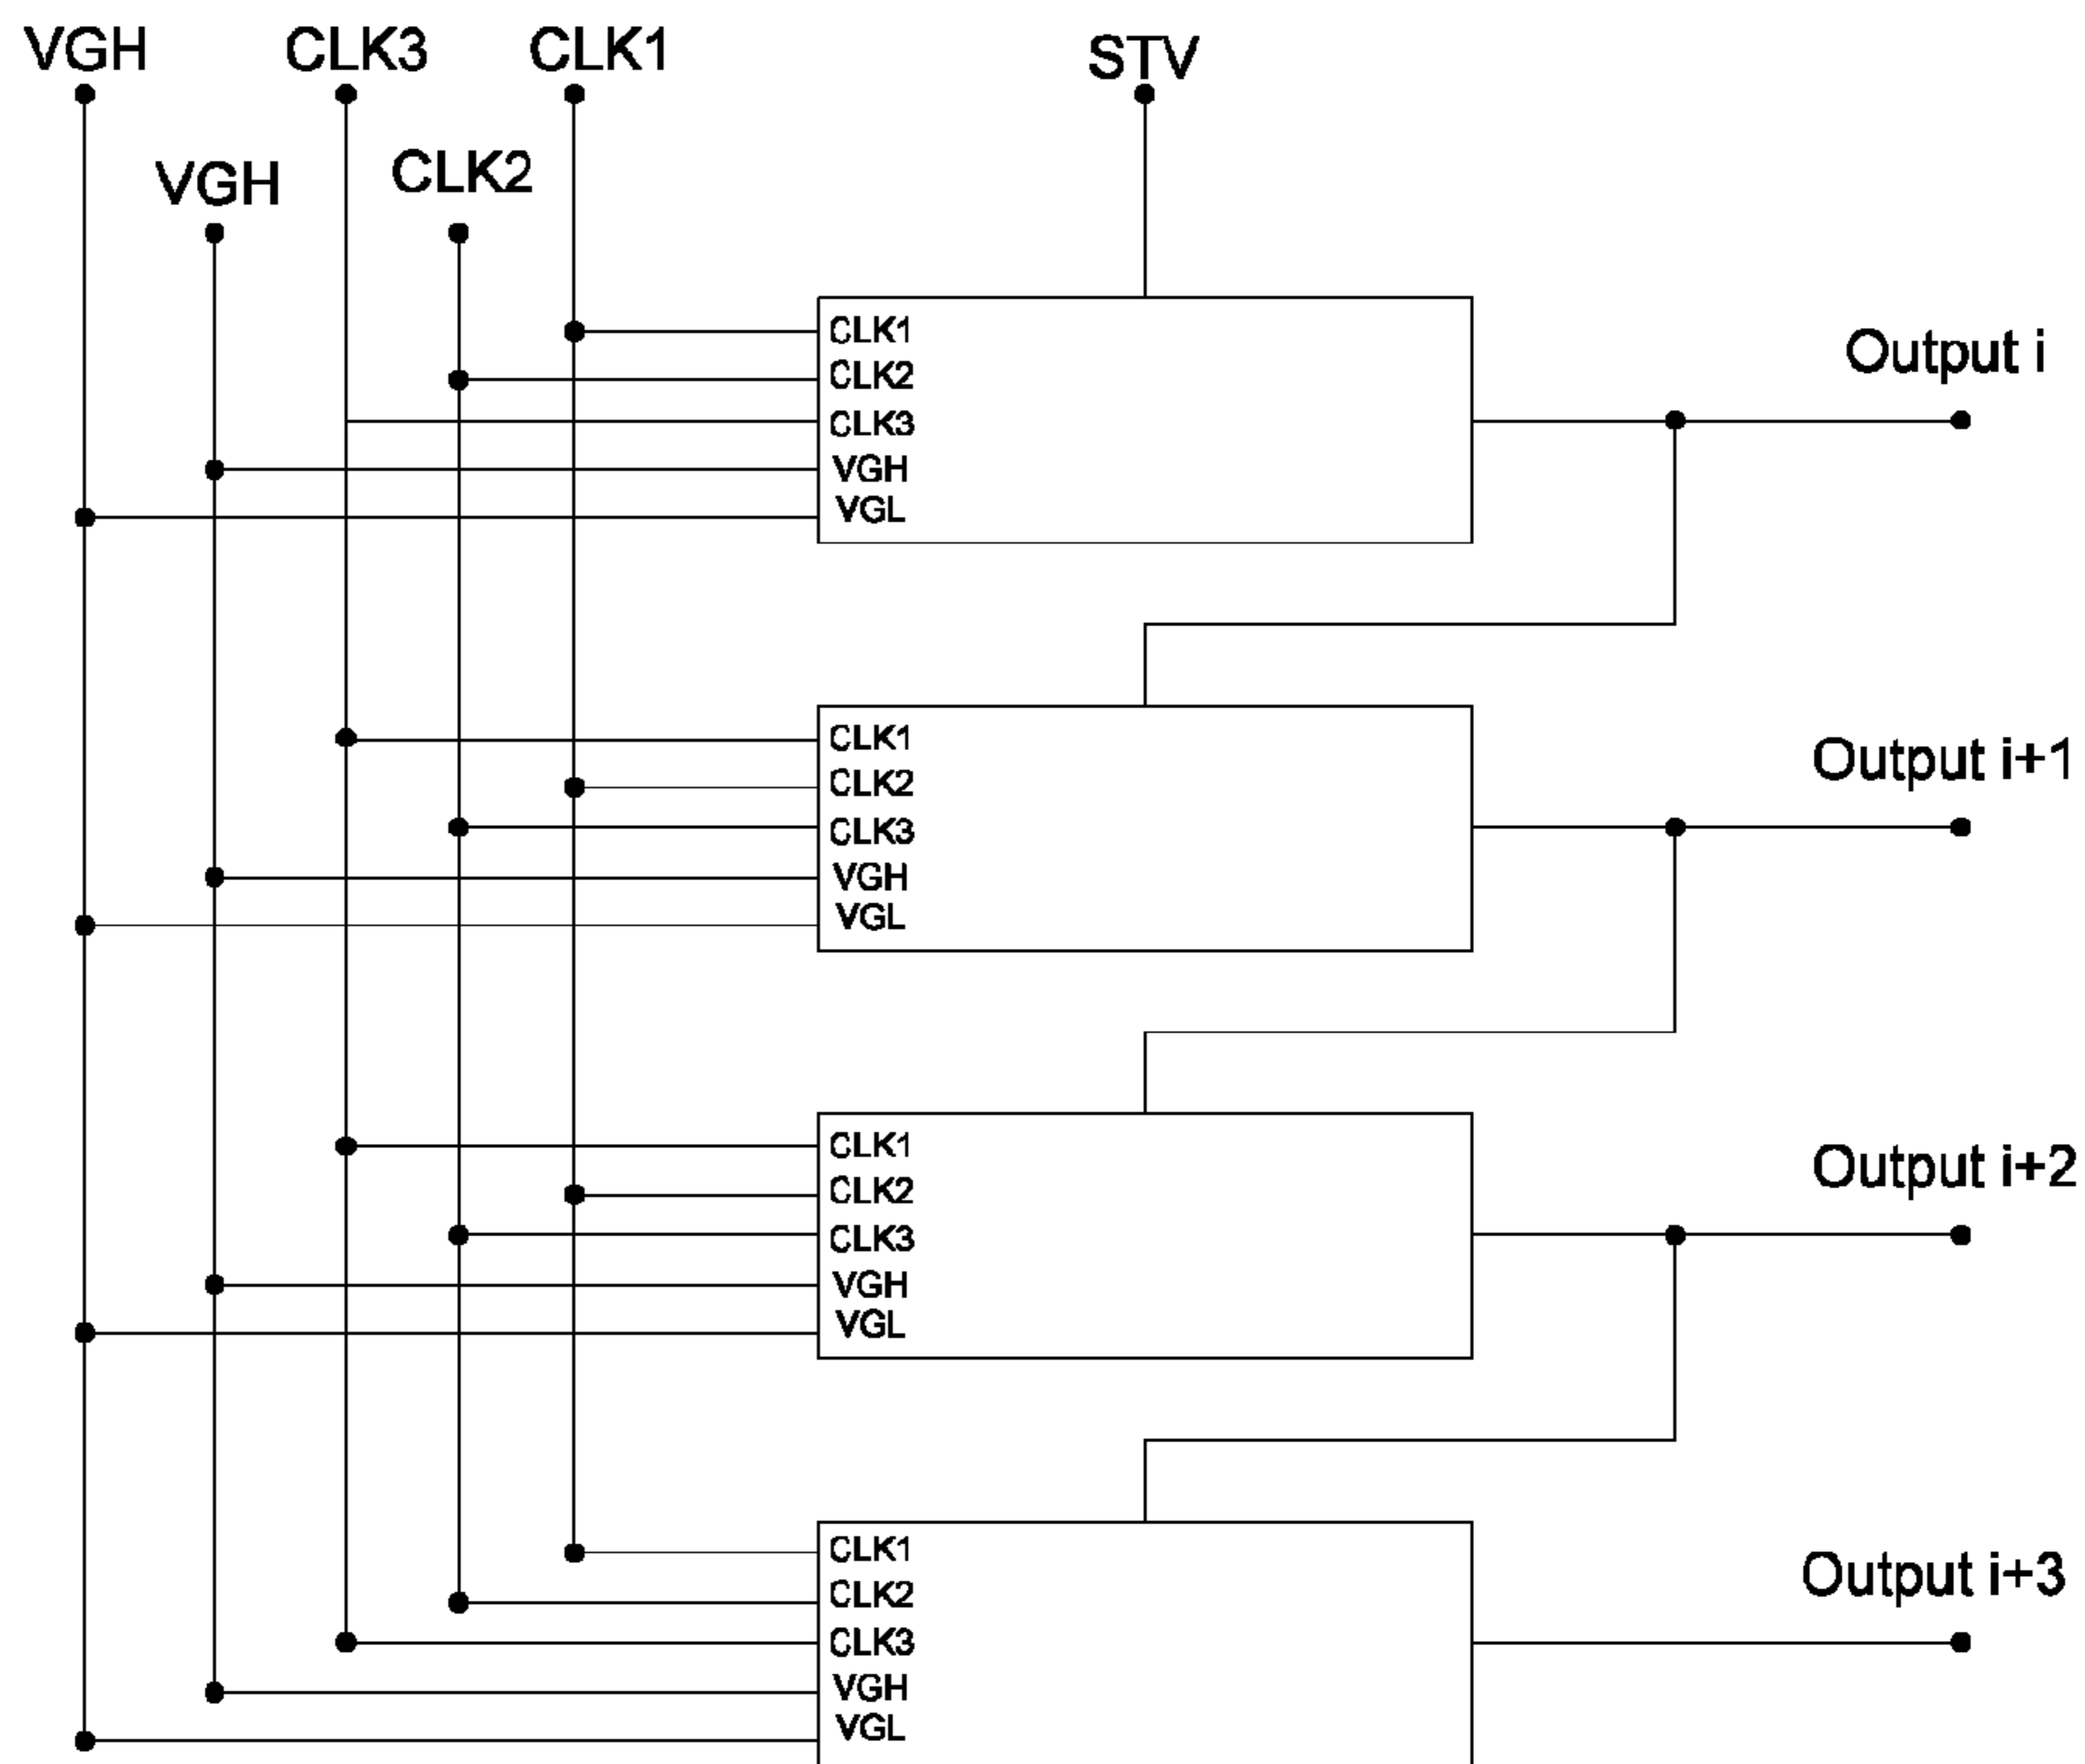 VGH
CLK3
CLK1
STV
VGH
CLK2
CLK1
CLK2
CLK3
VGH
VGL
Output i
CLK1
CLK2
CLK3
VGH
VGL
Output i+1
CLK1
CLK2
CLK3
VGH
VGL
Output i+2
CLK1
CLK2
CLK3
VGH
VGL
Output i+3